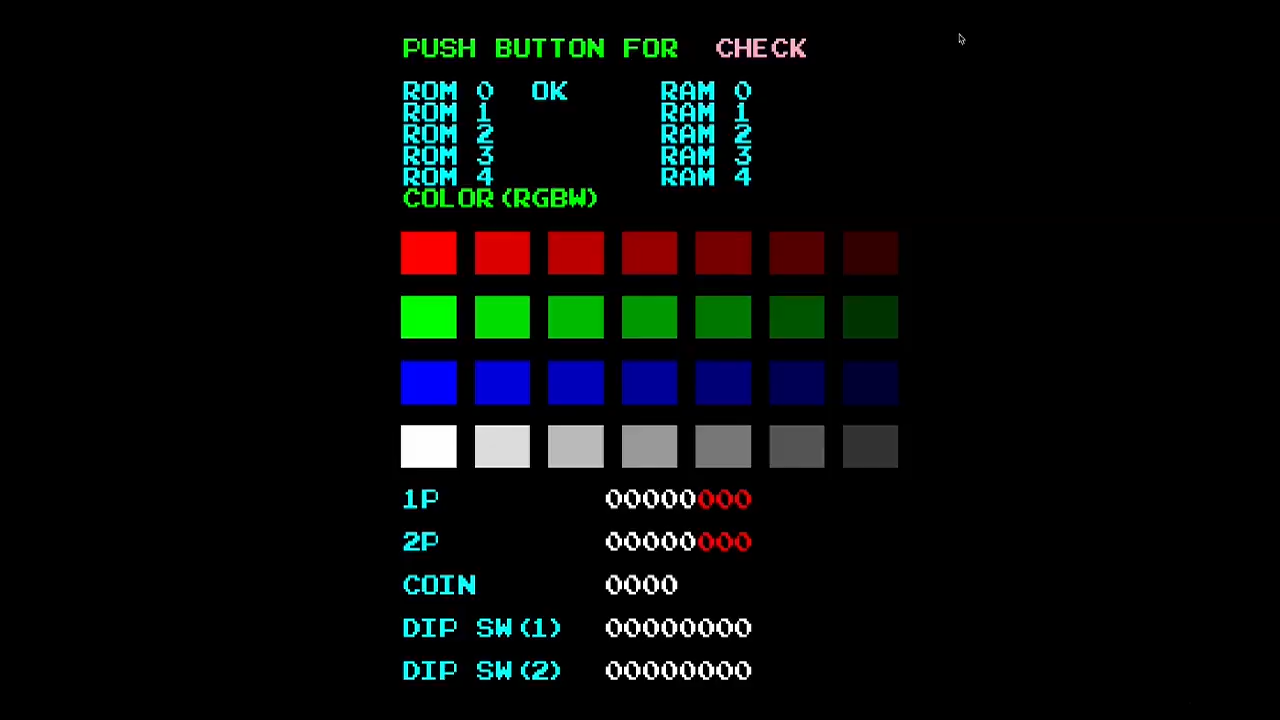 PUSH BUTTON FOR CHECK
ROM 0 OK RAM 0
ROM 1 RAM 1
ROM 2 RAM 2
ROM 3 RAM 3
ROM 4 RAM 4
COLOR(RGBW)
1P 00000000
2P 00000000
COIN 0000
DIP SW(1) 00000000
DIP SW(2) 00000000